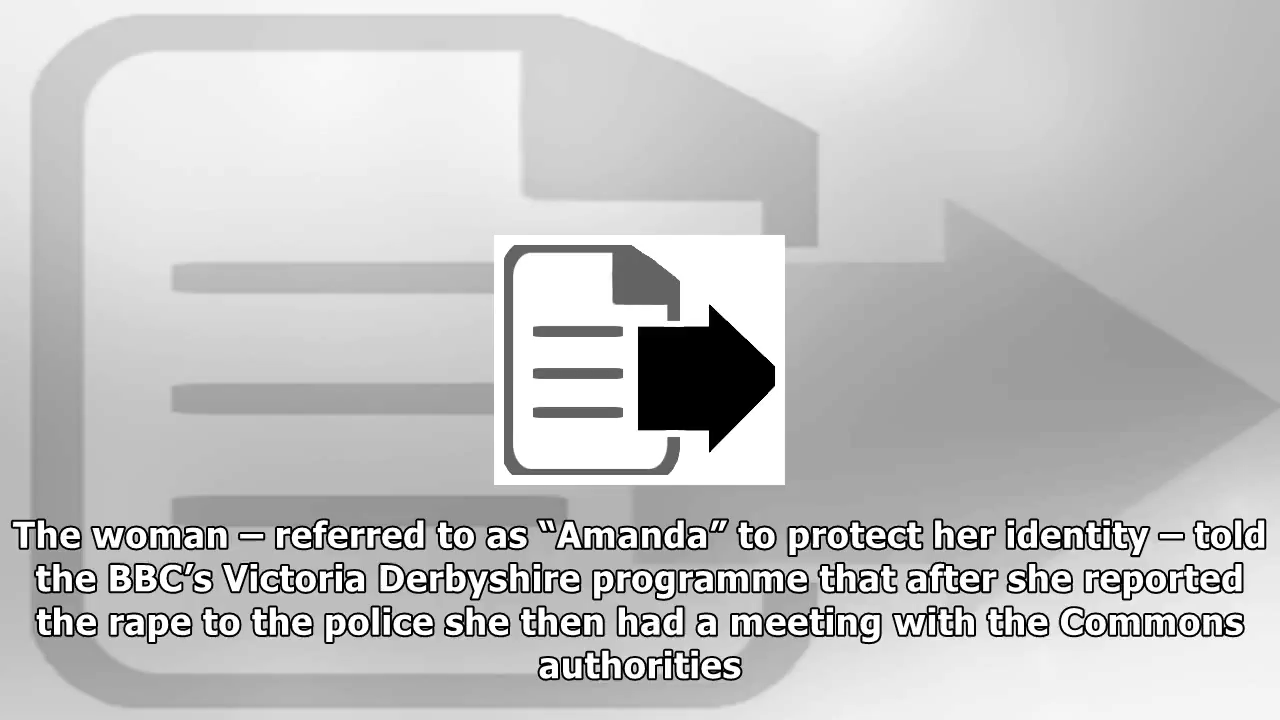 The woman – referred to as “Amanda” to protect her identity – told
the BBC’s Victoria Derbyshire programme that after she reported
the rape to the police she then had a meeting with the Commons
authorities